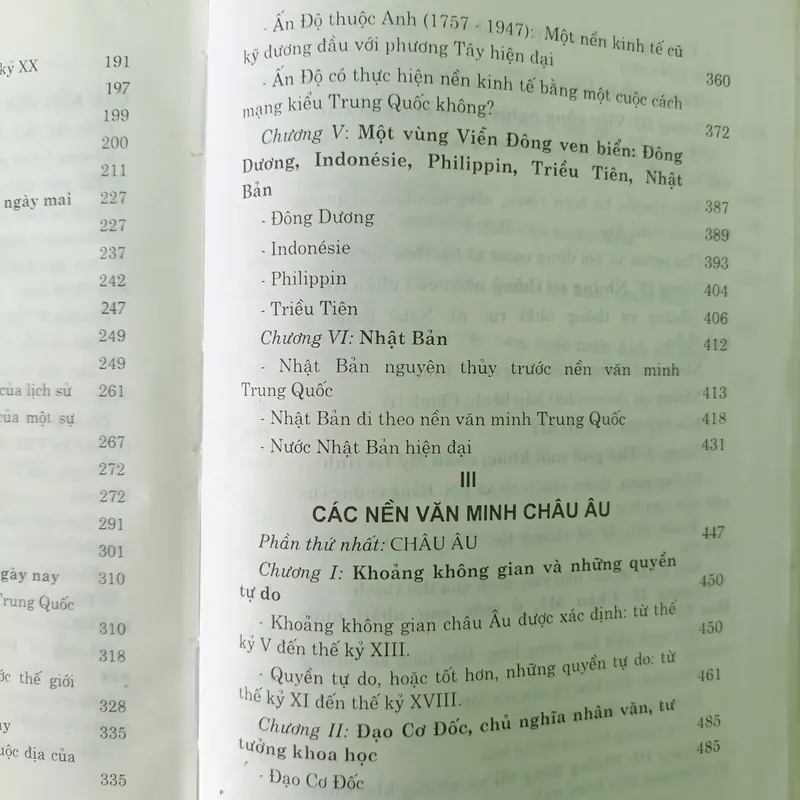 kỷ XX 191
197
199
200
211
ngày mai 227
227
237
242
247
249
249
của lịch sử 261
của một sự
267
272
272
291
301
gày nay 310
Trung Quốc
310
318
ớc thế giới
328
335
uộc địa của
335
- Ấn Độ thuộc Anh (1757 - 1947): Một nền kinh tế cũ
kỹ đương đầu với phương Tây hiện đại 360
- Ấn Độ có thực hiện nền kinh tế bằng một cuộc cách
mạng kiểu Trung Quốc không? 372
Chương V: Một vùng Viễn Đông ven biển: Đông
Dương, Indonésie, Philippin, Triều Tiên, Nhật
Bản 387
- Đông Dương 389
- Indonésie 393
- Philippin 404
- Triều Tiên 406
Chương VI: Nhật Bản 412
- Nhật Bản nguyên thủy trước nền văn minh
Trung Quốc 413
- Nhật Bản đi theo nền văn minh Trung Quốc 418
- Nước Nhật Bản hiện đại 431
III
CÁC NỀN VĂN MINH CHÂU ÂU
Phần thứ nhất: CHÂU ÂU 447
Chương I: Khoảng không gian và những quyền
tự do 450
- Khoảng không gian châu Âu được xác định: từ thế
kỷ V đến thế kỷ XIII. 450
- Quyền tự do, hoặc tốt hơn, những quyền tự do: từ
thế kỷ XI đến thế kỷ XVIII. 461
Chương II: Đạo Cơ Đốc, chủ nghĩa nhân văn, tư
tưởng khoa học 485
- Đạo Cơ Đốc 485